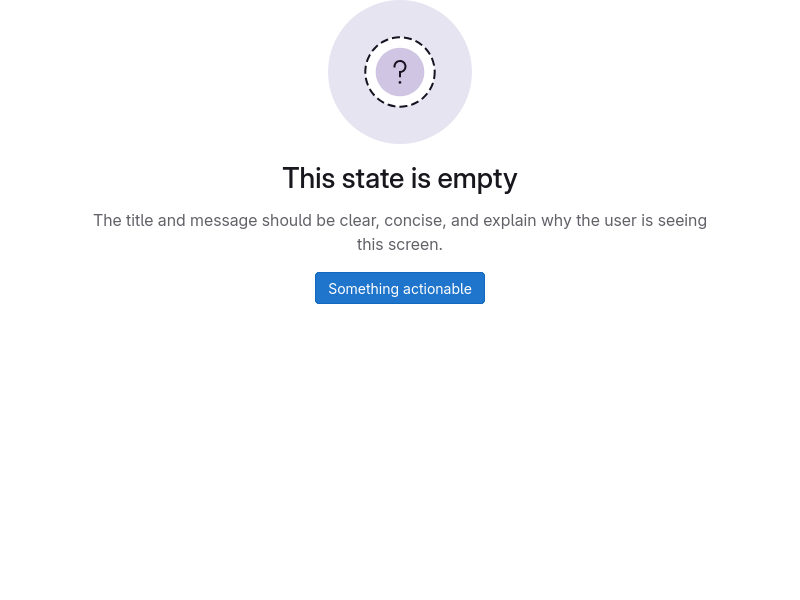 ?
This state is empty
The title and message should be clear, concise, and explain why the user is seeing
this screen.
Something actionable